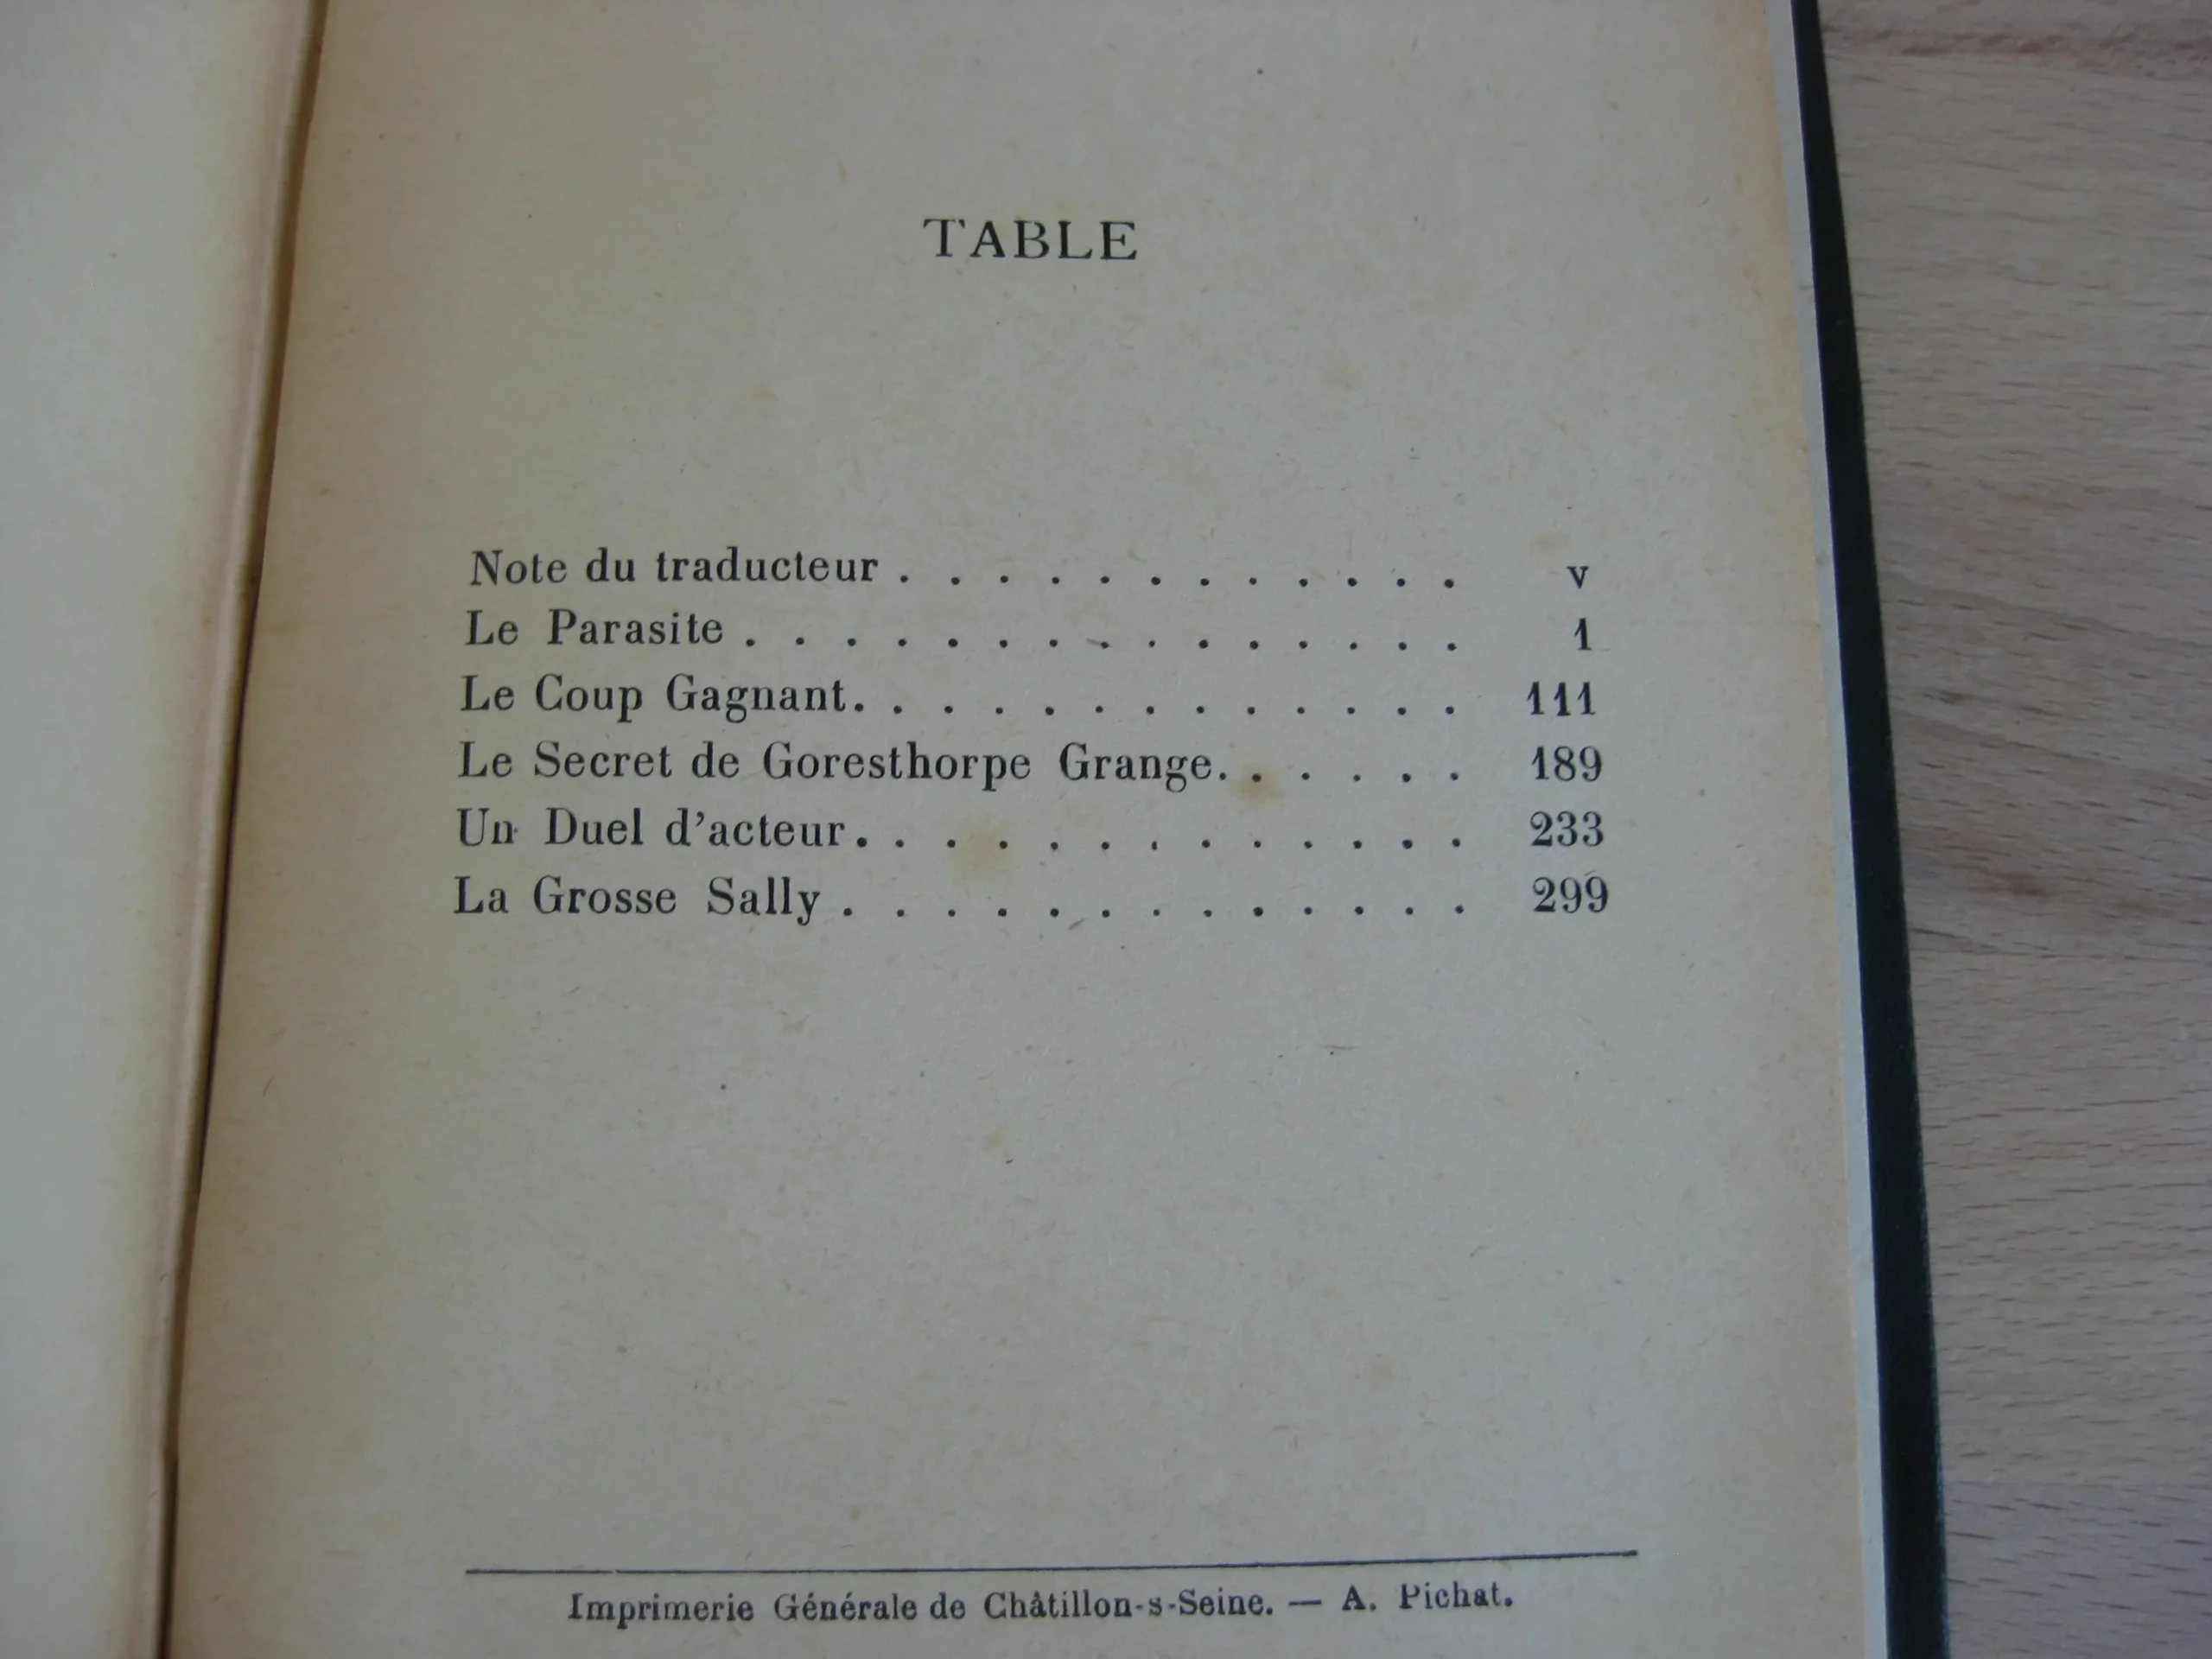 TABLE
Note du traducteur . . . . . . . . . . . . v
Le Parasite . . . . . . . . . . . . . . . 1
Le Coup Gagnant. . . . . . . . . . . . . . 111
Le Secret de Goresthorpe Grange. . . . . . 189
Un Duel d'acteur. . . . . . . . . . . . . 233
La Grosse Sally . . . . . . . . . . . . . 299
Imprimerie Générale de Châtillon-s-Seine. — A. Pichat.